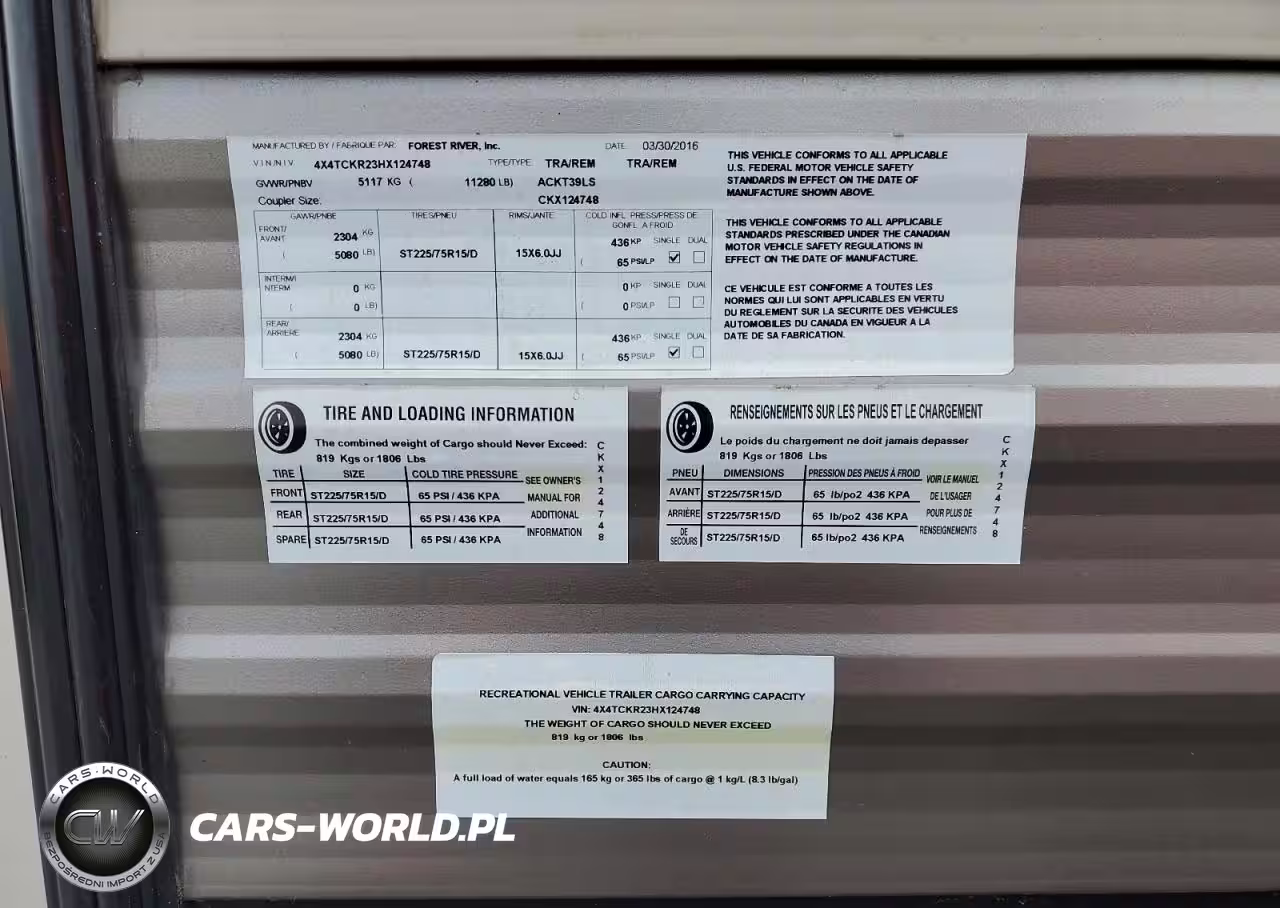 MANUFACTURED BY / FABRIQUE PAR: FOREST RIVER, Inc. DATE: 03/30/2016
V I N /N I V 4X4TCKR23HX124748 TYPE/TYPE: TRA/REM TRA/REM
GVWR/PNBV 5117 KG ( 11280 LB) ACKT39LS
Coupler Size: CKX124748
GAWR/PNBE TIRES/PNEU RIMS/JANTE COLD INFL PRESS/PRESS DE
GONFL A FROID
FRONT/
AVANT 2304 KG 436 KP SINGLE DUAL
( 5080 LB) ST225/75R15/D 15X6.0JJ ( 65 PSI/LP
INTERM/I
NTERM 0 KG 0 KP SINGLE DUAL
( 0 LB) ( 0 PSI/LP
REAR/
ARRIERE 2304 KG 436 KP SINGLE DUAL
( 5080 LB) ST225/75R15/D 15X6.0JJ ( 65 PSI/LP
THIS VEHICLE CONFORMS TO ALL APPLICABLE
U.S. FEDERAL MOTOR VEHICLE SAFETY
STANDARDS IN EFFECT ON THE DATE OF
MANUFACTURE SHOWN ABOVE.
THIS VEHICLE CONFORMS TO ALL APPLICABLE
STANDARDS PRESCRIBED UNDER THE CANADIAN
MOTOR VEHICLE SAFETY REGULATIONS IN
EFFECT ON THE DATE OF MANUFACTURE.
CE VEHICULE EST CONFORME A TOUTES LES
NORMES QUI LUI SONT APPLICABLES EN VERTU
DU REGLEMENT SUR LA SECURITE DES VEHICULES
AUTOMOBILES DU CANADA EN VIGUEUR A LA
DATE DE SA FABRICATION.
TIRE AND LOADING INFORMATION
The combined weight of Cargo should Never Exceed:
819 Kgs or 1806 Lbs
TIRE SIZE COLD TIRE PRESSURE
FRONT ST225/75R15/D 65 PSI / 436 KPA
REAR ST225/75R15/D 65 PSI / 436 KPA
SPARE ST225/75R15/D 65 PSI / 436 KPA
SEE OWNER'S
MANUAL FOR
ADDITIONAL
INFORMATION
CKX124748
RENSEIGNEMENTS SUR LES PNEUS ET LE CHARGEMENT
Le poids du chargement ne doit jamais depasser
819 Kgs or 1806 Lbs
PNEU DIMENSIONS PRESSION DES PNEUS À FROID
AVANT ST225/75R15/D 65 lb/po2 436 KPA
ARRIÈRE ST225/75R15/D 65 lb/po2 436 KPA
DE
SECOURS ST225/75R15/D 65 lb/po2 436 KPA
VOIR LE MANUEL
DE L'USAGER
POUR PLUS DE
RENSEIGNEMENTS
CKX124748
RECREATIONAL VEHICLE TRAILER CARGO CARRYING CAPACITY
VIN: 4X4TCKR23HX124748
THE WEIGHT OF CARGO SHOULD NEVER EXCEED
819 kg or 1806 lbs
CAUTION:
A full load of water equals 165 kg or 365 lbs of cargo @ 1 kg/L (8.3 lb/gal)
CARS-WORLD
CW
BEZPOŚREDNI IMPORT Z USA
CARS-WORLD.PL